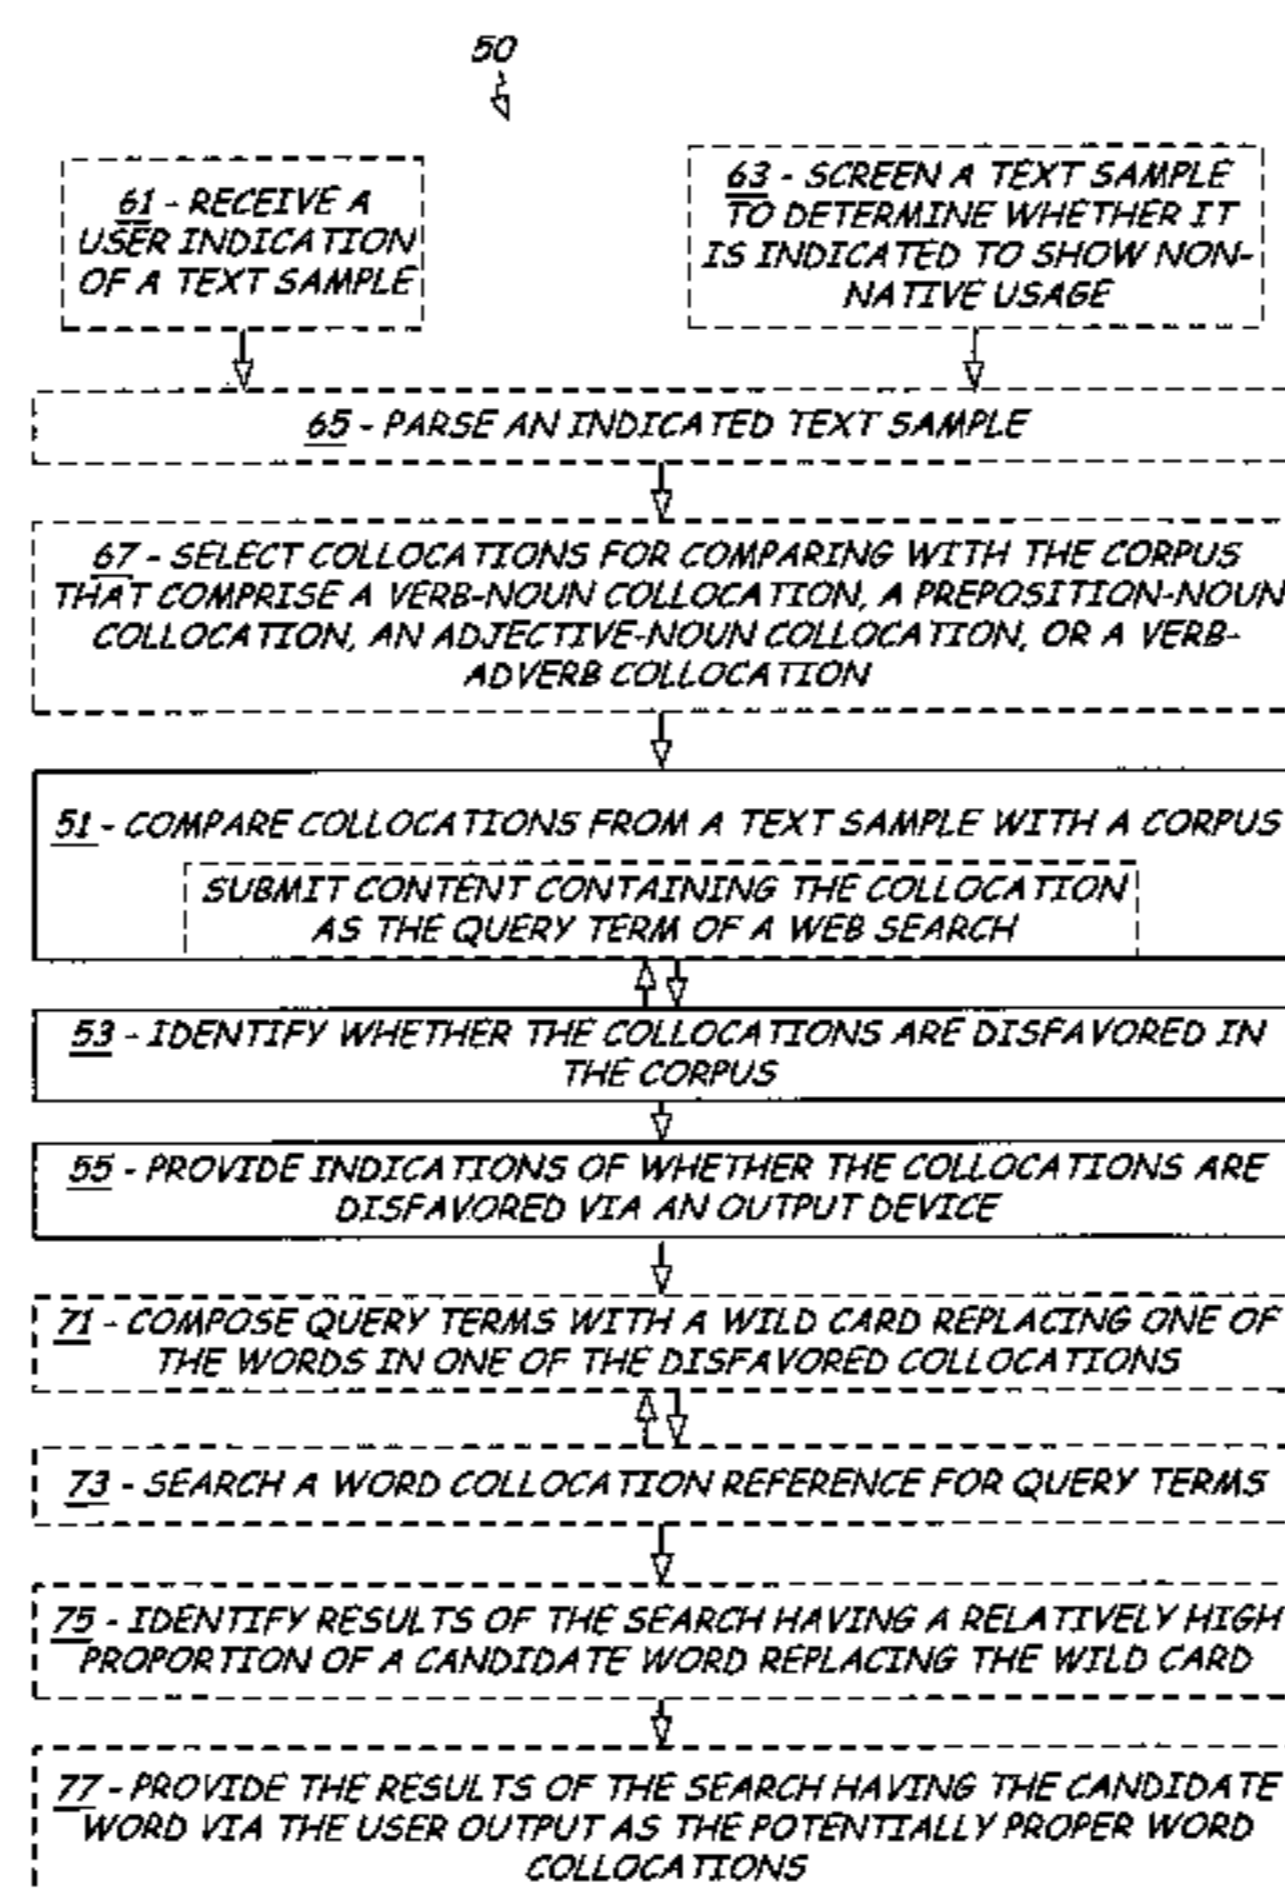 50
61 - RECEIVE A
USER INDICATION
OF A TEXT SAMPLE
63 - SCREEN A TEXT SAMPLE
TO DETERMINE WHETHER IT
IS INDICATED TO SHOW NON-
NATIVE USAGE
65 - PARSE AN INDICATED TEXT SAMPLE
67 - SELECT COLLOCATIONS FOR COMPARING WITH THE CORPUS
THAT COMPRISE A VERB-NOUN COLLOCATION, A PREPOSITION-NOUN
COLLOCATION, AN ADJECTIVE-NOUN COLLOCATION, OR A VERB-
ADVERB COLLOCATION
51 - COMPARE COLLOCATIONS FROM A TEXT SAMPLE WITH A CORPUS
SUBMIT CONTENT CONTAINING THE COLLOCATION
AS THE QUERY TERM OF A WEB SEARCH
53 - IDENTIFY WHETHER THE COLLOCATIONS ARE DISFAVORED IN
THE CORPUS
55 - PROVIDE INDICATIONS OF WHETHER THE COLLOCATIONS ARE
DISFAVORED VIA AN OUTPUT DEVICE
71 - COMPOSE QUERY TERMS WITH A WILD CARD REPLACING ONE OF
THE WORDS IN ONE OF THE DISFAVORED COLLOCATIONS
73 - SEARCH A WORD COLLOCATION REFERENCE FOR QUERY TERMS
75 - IDENTIFY RESULTS OF THE SEARCH HAVING A RELATIVELY HIGH
PROPORTION OF A CANDIDATE WORD REPLACING THE WILD CARD
77 - PROVIDE THE RESULTS OF THE SEARCH HAVING THE CANDIDATE
WORD VIA THE USER OUTPUT AS THE POTENTIALLY PROPER WORD
COLLOCATIONS